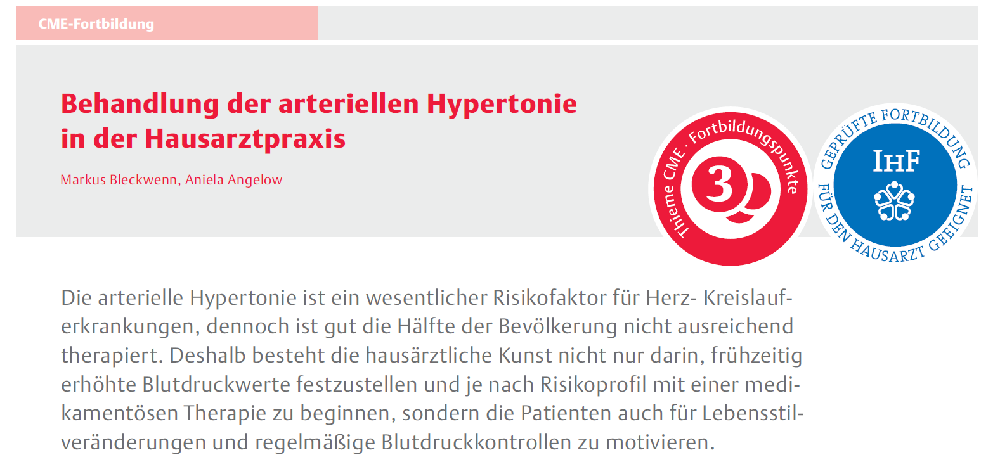 CME-Fortbildung
Behandlung der arteriellen Hypertonie
in der Hausarztpraxis
Markus Bleckwenn, Aniela Angelow
Thieme CME · Fortbildungspunkte
3
GEPRÜFTE FORTBILDUNG
IHF
FÜR DEN HAUSARZT GEEIGNET
Die arterielle Hypertonie ist ein wesentlicher Risikofaktor für Herz- Kreislauf-
erkrankungen, dennoch ist gut die Hälfte der Bevölkerung nicht ausreichend
therapiert. Deshalb besteht die hausärztliche Kunst nicht nur darin, frühzeitig
erhöhte Blutdruckwerte festzustellen und je nach Risikoprofil mit einer medi-
kamentösen Therapie zu beginnen, sondern die Patienten auch für Lebensstil-
veränderungen und regelmäßige Blutdruckkontrollen zu motivieren.